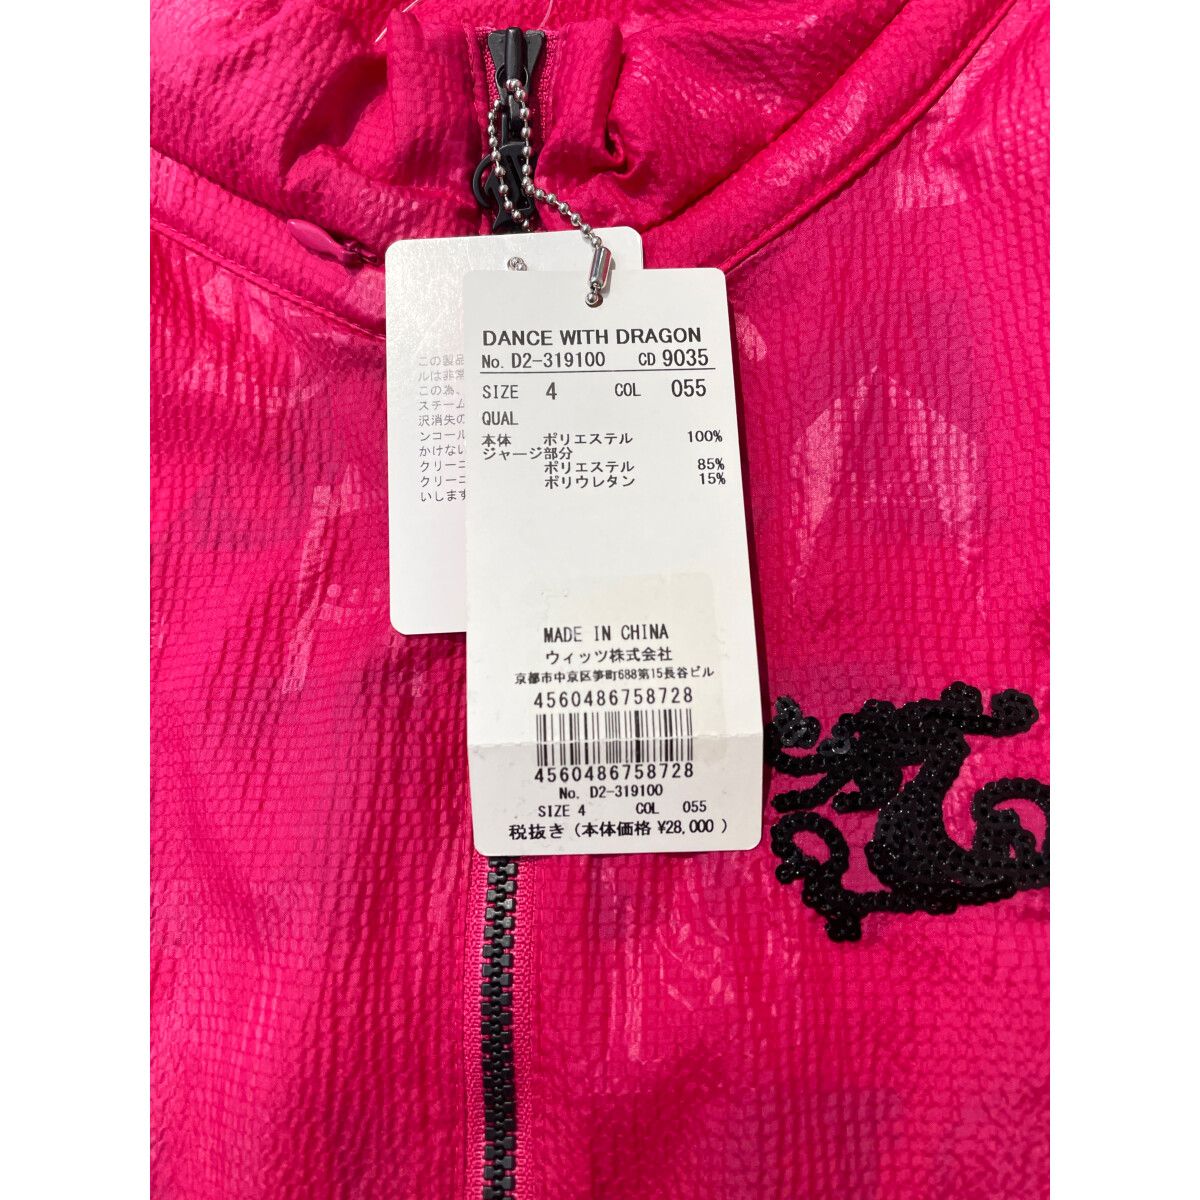 DANCE WITH DRAGON
No. D2-319100 CD 9035
SIZE 4 COL 055
QUAL
本体 ポリエステル 100%
ジャージ部分
ポリエステル 85%
ポリウレタン 15%
MADE IN CHINA
ウィッツ株式会社
京都市中京区笋町688第15長谷ビル
4560486758728
4560486758728
No. D2-319100
SIZE 4 COL 055
税抜き (本体価格 ¥28,000 )
この製品
ルは非常
この為、
スチーム
沢消失の
ンコール
かけない
クリーニ
クリーニ
いします